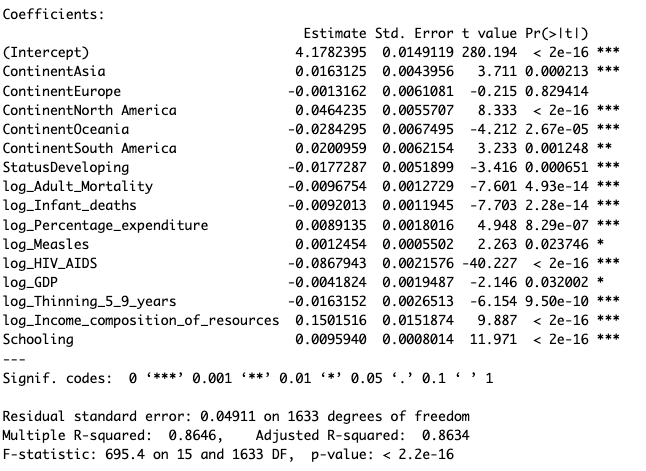 Coefficients:
Estimate Std. Error t value Pr(>|t|)
(Intercept) 4.1782395 0.0149119 280.194 < 2e-16 ***
ContinentAsia 0.0163125 0.0043956 3.711 0.000213 ***
ContinentEurope -0.0013162 0.0061081 -0.215 0.829414
ContinentNorth America 0.0464235 0.0055707 8.333 < 2e-16 ***
ContinentOceania -0.0284295 0.0067495 -4.212 2.67e-05 ***
ContinentSouth America 0.0200959 0.0062154 3.233 0.001248 **
StatusDeveloping -0.0177287 0.0051899 -3.416 0.000651 ***
log_Adult_Mortality -0.0096754 0.0012729 -7.601 4.93e-14 ***
log_Infant_deaths -0.0092013 0.0011945 -7.703 2.28e-14 ***
log_Percentage_expenditure 0.0089135 0.0018016 4.948 8.29e-07 ***
log_Measles 0.0012454 0.0005502 2.263 0.023746 *
log_HIV_AIDS -0.0867943 0.0021576 -40.227 < 2e-16 ***
log_GDP -0.0041824 0.0019487 -2.146 0.032002 *
log_Thinning_5_9_years -0.0163152 0.0026513 -6.154 9.50e-10 ***
log_Income_composition_of_resources 0.1501516 0.0151874 9.887 < 2e-16 ***
Schooling 0.0095940 0.0008014 11.971 < 2e-16 ***
---
Signif. codes: 0 ‘***’ 0.001 ‘**’ 0.01 ‘*’ 0.05 ‘.’ 0.1 ‘ ’ 1
Residual standard error: 0.04911 on 1633 degrees of freedom
Multiple R-squared: 0.8646, Adjusted R-squared: 0.8634
F-statistic: 695.4 on 15 and 1633 DF, p-value: < 2.2e-16